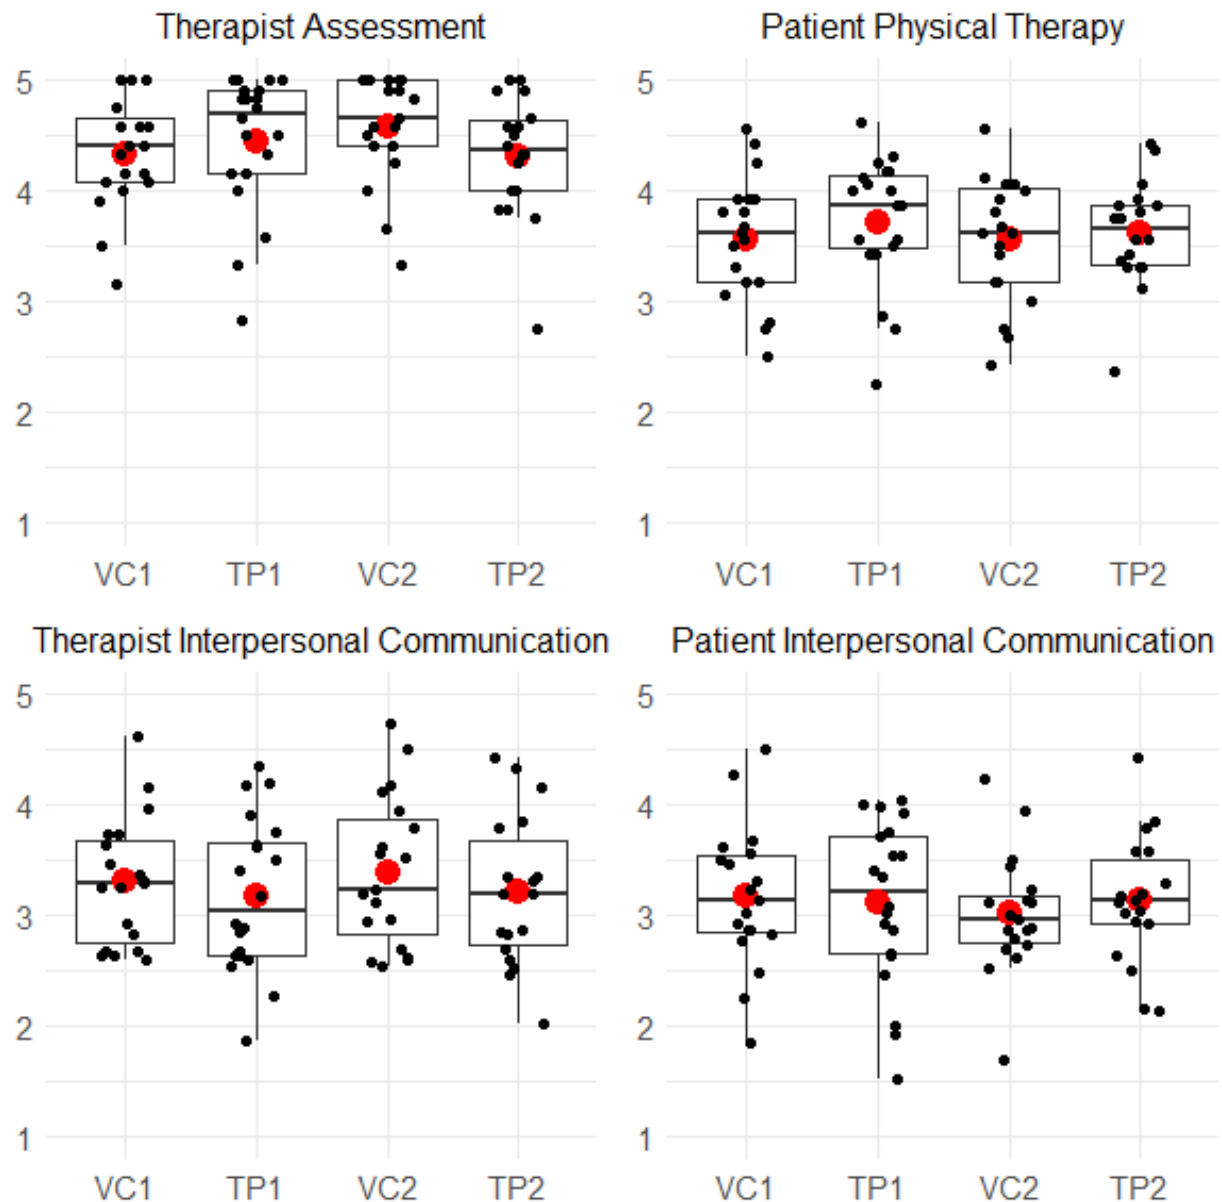 Therapist Assessment
5
4
3
2
1
VC1 TP1 VC2 TP2
Patient Physical Therapy
5
4
3
2
1
VC1 TP1 VC2 TP2
Therapist Interpersonal Communication
5
4
3
2
1
VC1 TP1 VC2 TP2
Patient Interpersonal Communication
5
4
3
2
1
VC1 TP1 VC2 TP2